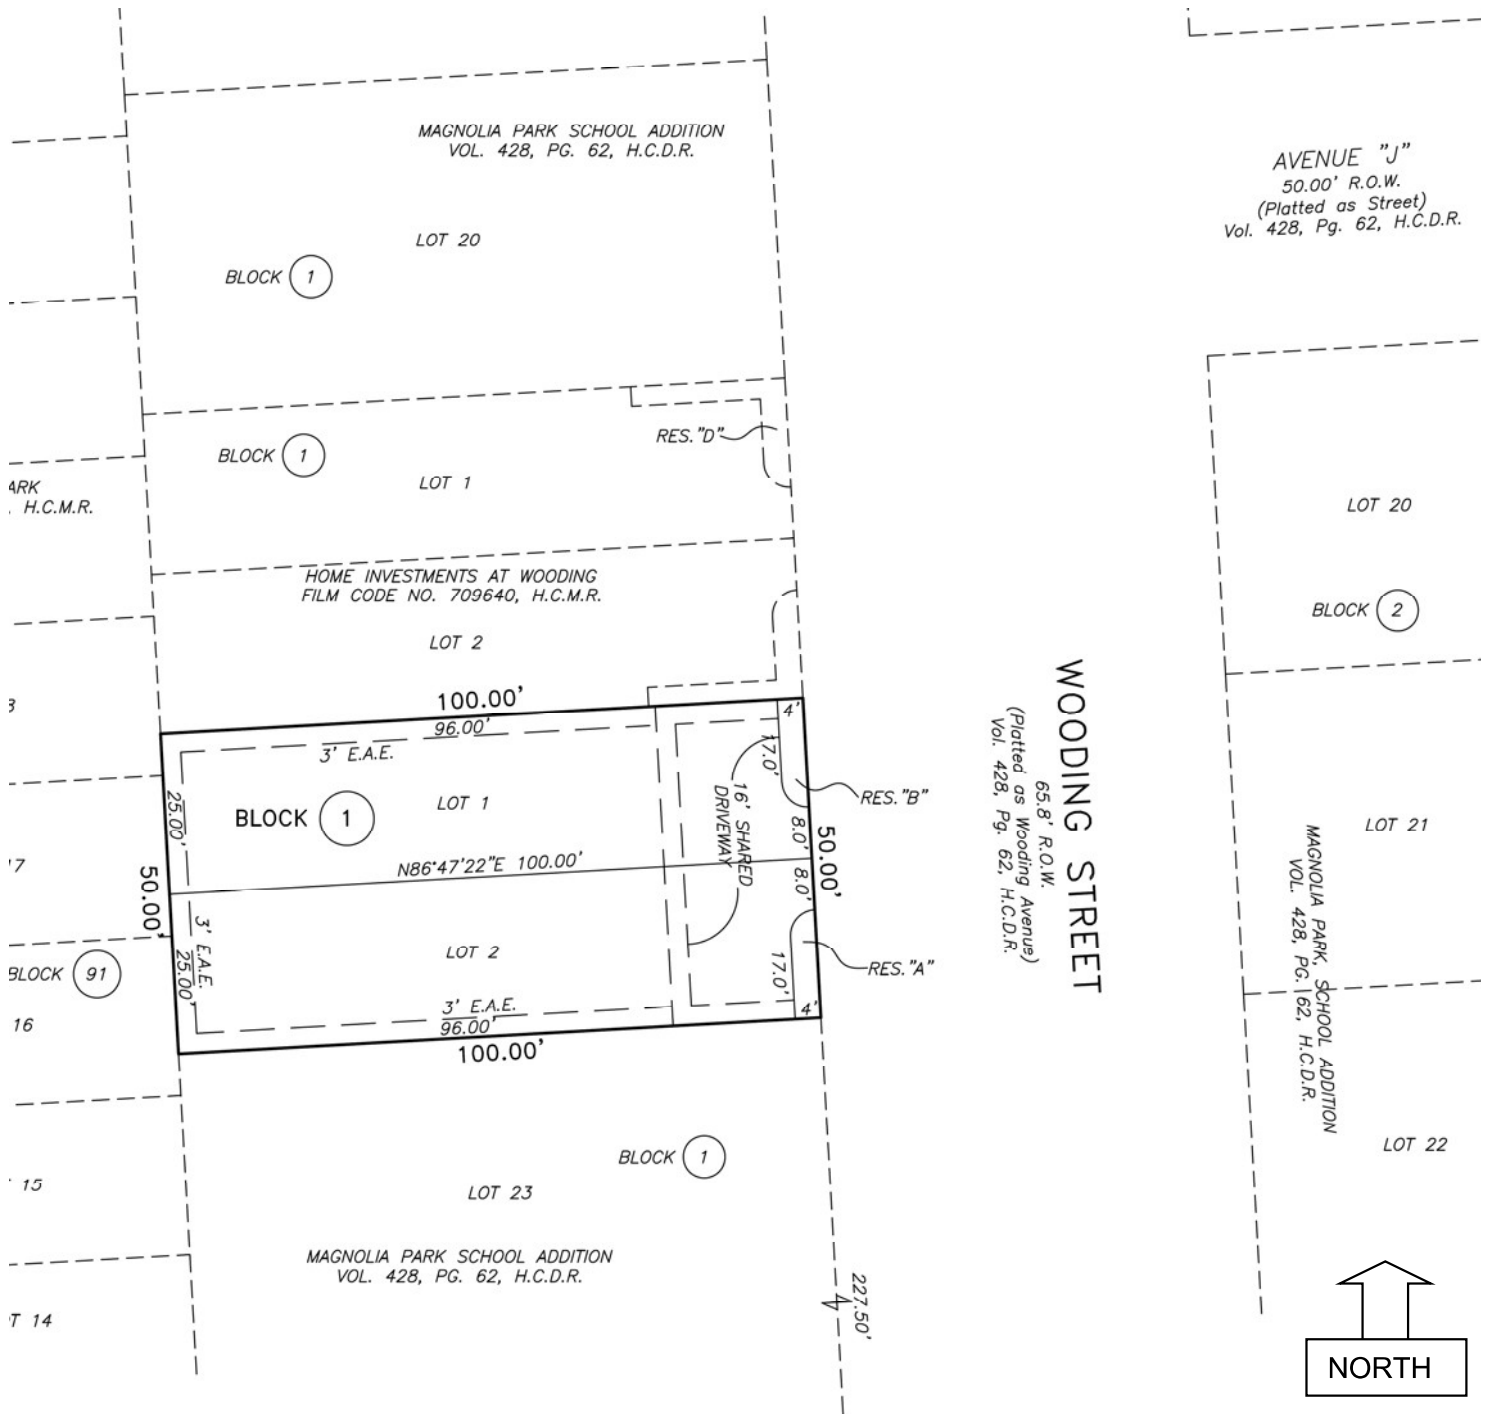 MAGNOLIA PARK SCHOOL ADDITION
VOL. 428, PG. 62, H.C.D.R.
AVENUE "J"
50.00' R.O.W.
(Platted as Street)
Vol. 428, Pg. 62, H.C.D.R.
LOT 20
BLOCK 1
RES."D"
BLOCK 1
LOT 1
ARK
H.C.M.R.
LOT 20
HOME INVESTMENTS AT WOODING
FILM CODE NO. 709640, H.C.M.R.
BLOCK 2
LOT 2
WOODING STREET
65.8' R.O.W.
(Platted as Wooding Avenue)
Vol. 428, Pg. 62, H.C.D.R.
100.00'
96.00'
3' E.A.E.
4'
17.0'
16' SHARED
DRIVEWAY
RES."B"
25.00'
LOT 1
BLOCK 1
8.0'
50.00'
LOT 21
17
N86°47'22"E 100.00'
8.0'
50.00'
3' E.A.E.
25.00'
LOT 2
17.0'
RES."A"
BLOCK 91
16
3' E.A.E.
96.00'
4'
100.00'
MAGNOLIA PARK SCHOOL ADDITION
VOL. 428, PG. 62, H.C.D.R.
LOT 22
BLOCK 1
15
LOT 23
MAGNOLIA PARK SCHOOL ADDITION
VOL. 428, PG. 62, H.C.D.R.
227.50'
T 14
NORTH